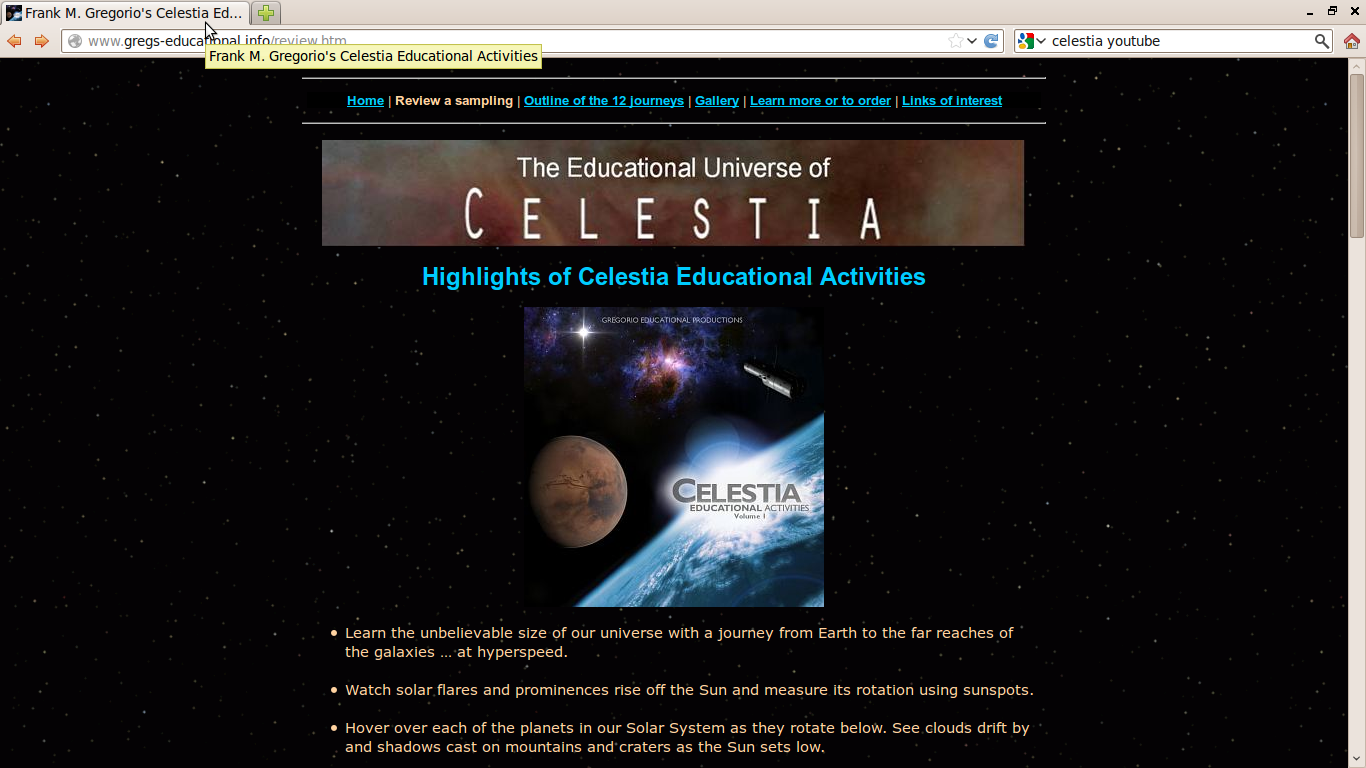 Frank M. Gregorio's Celestia Ed...
www.gregs-educational.info/review.htm
celestia youtube
Frank M. Gregorio's Celestia Educational Activities
Home | Review a sampling | Outline of the 12 journeys | Gallery | Learn more or to order | Links of interest
The Educational Universe of
CELESTIA
Highlights of Celestia Educational Activities
GREGORIO EDUCATIONAL PRODUCTIONS
CELESTIA
EDUCATIONAL ACTIVITIES
Volume 1
• Learn the unbelievable size of our universe with a journey from Earth to the far reaches of
the galaxies ... at hyperspeed.
• Watch solar flares and prominences rise off the Sun and measure its rotation using sunspots.
• Hover over each of the planets in our Solar System as they rotate below. See clouds drift by
and shadows cast on mountains and craters as the Sun sets low.